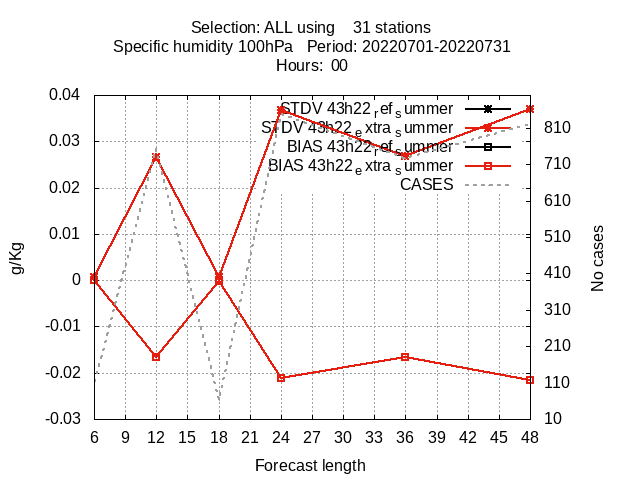 Selection: ALL using    31 stations
Specific humidity 100hPa   Period: 20220701-20220731
Hours:  00
STDV 43h22_ref_summer
STDV 43h22_extra_summer
BIAS 43h22_ref_summer
BIAS 43h22_extra_summer
CASES
0.04
0.03
0.02
0.01
0
-0.01
-0.02
-0.03
g/Kg
810
710
610
510
410
310
210
110
10
No cases
6 9 12 15 18 21 24 27 30 33 36 39 42 45 48
Forecast length